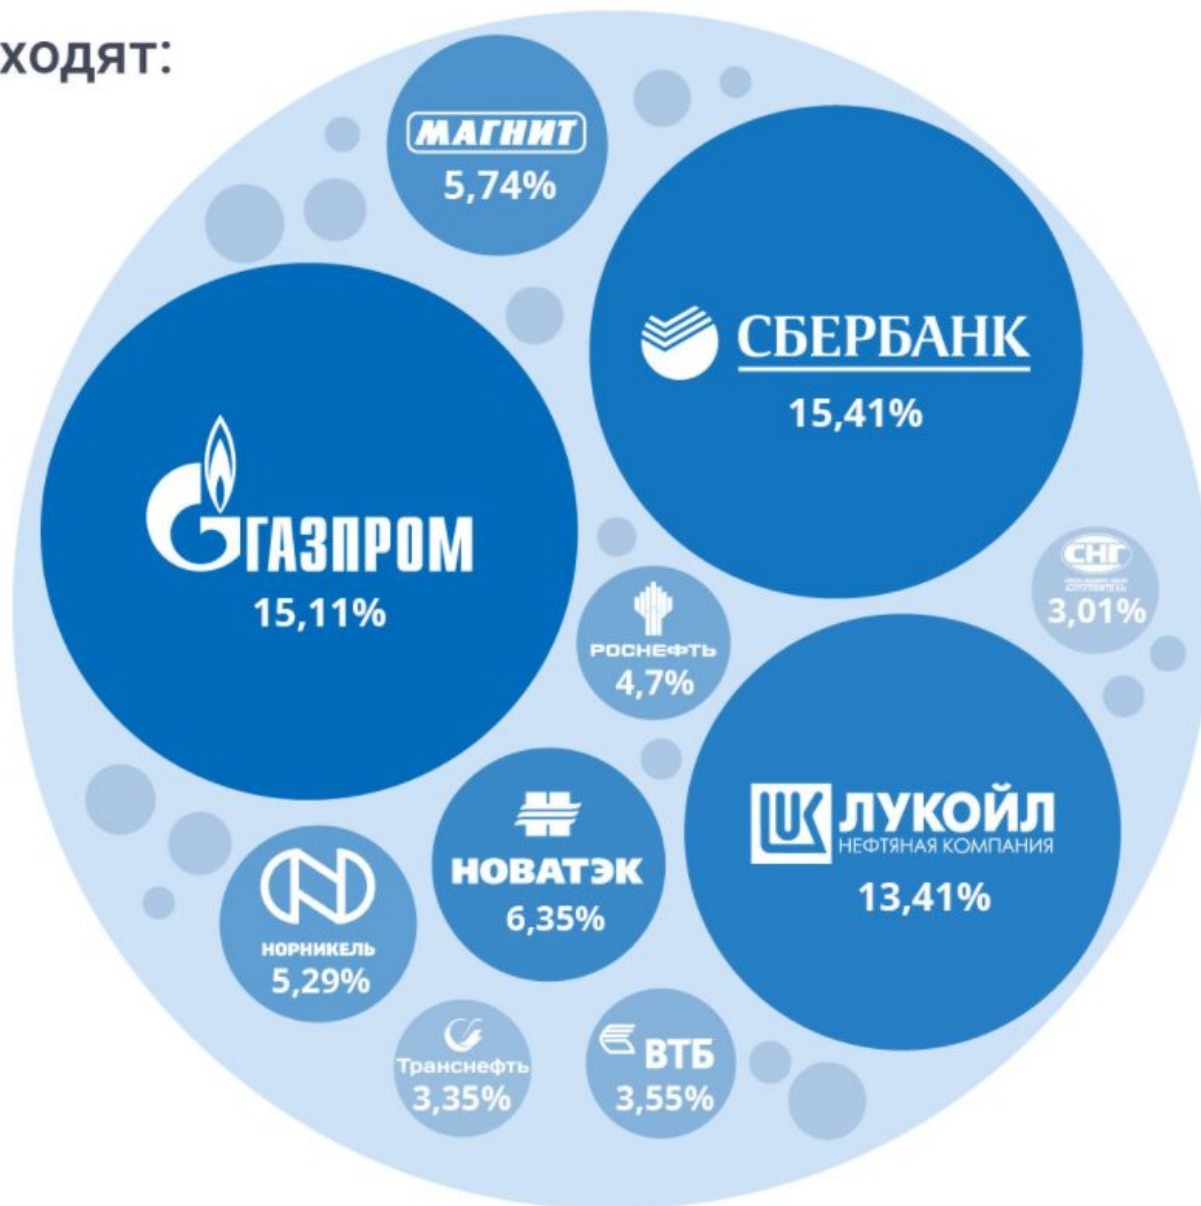 ходят:
МАГНИТ
5,74%
СБЕРБАНК
15,41%
ГАЗПРОМ
15,11%
СНГ
3,01%
РОСНЕФТЬ
4,7%
ЛУКОЙЛ
НЕФТЯНАЯ КОМПАНИЯ
13,41%
НОВАТЭК
6,35%
НОРНИКЕЛЬ
5,29%
Транснефть
3,35%
ВТБ
3,55%